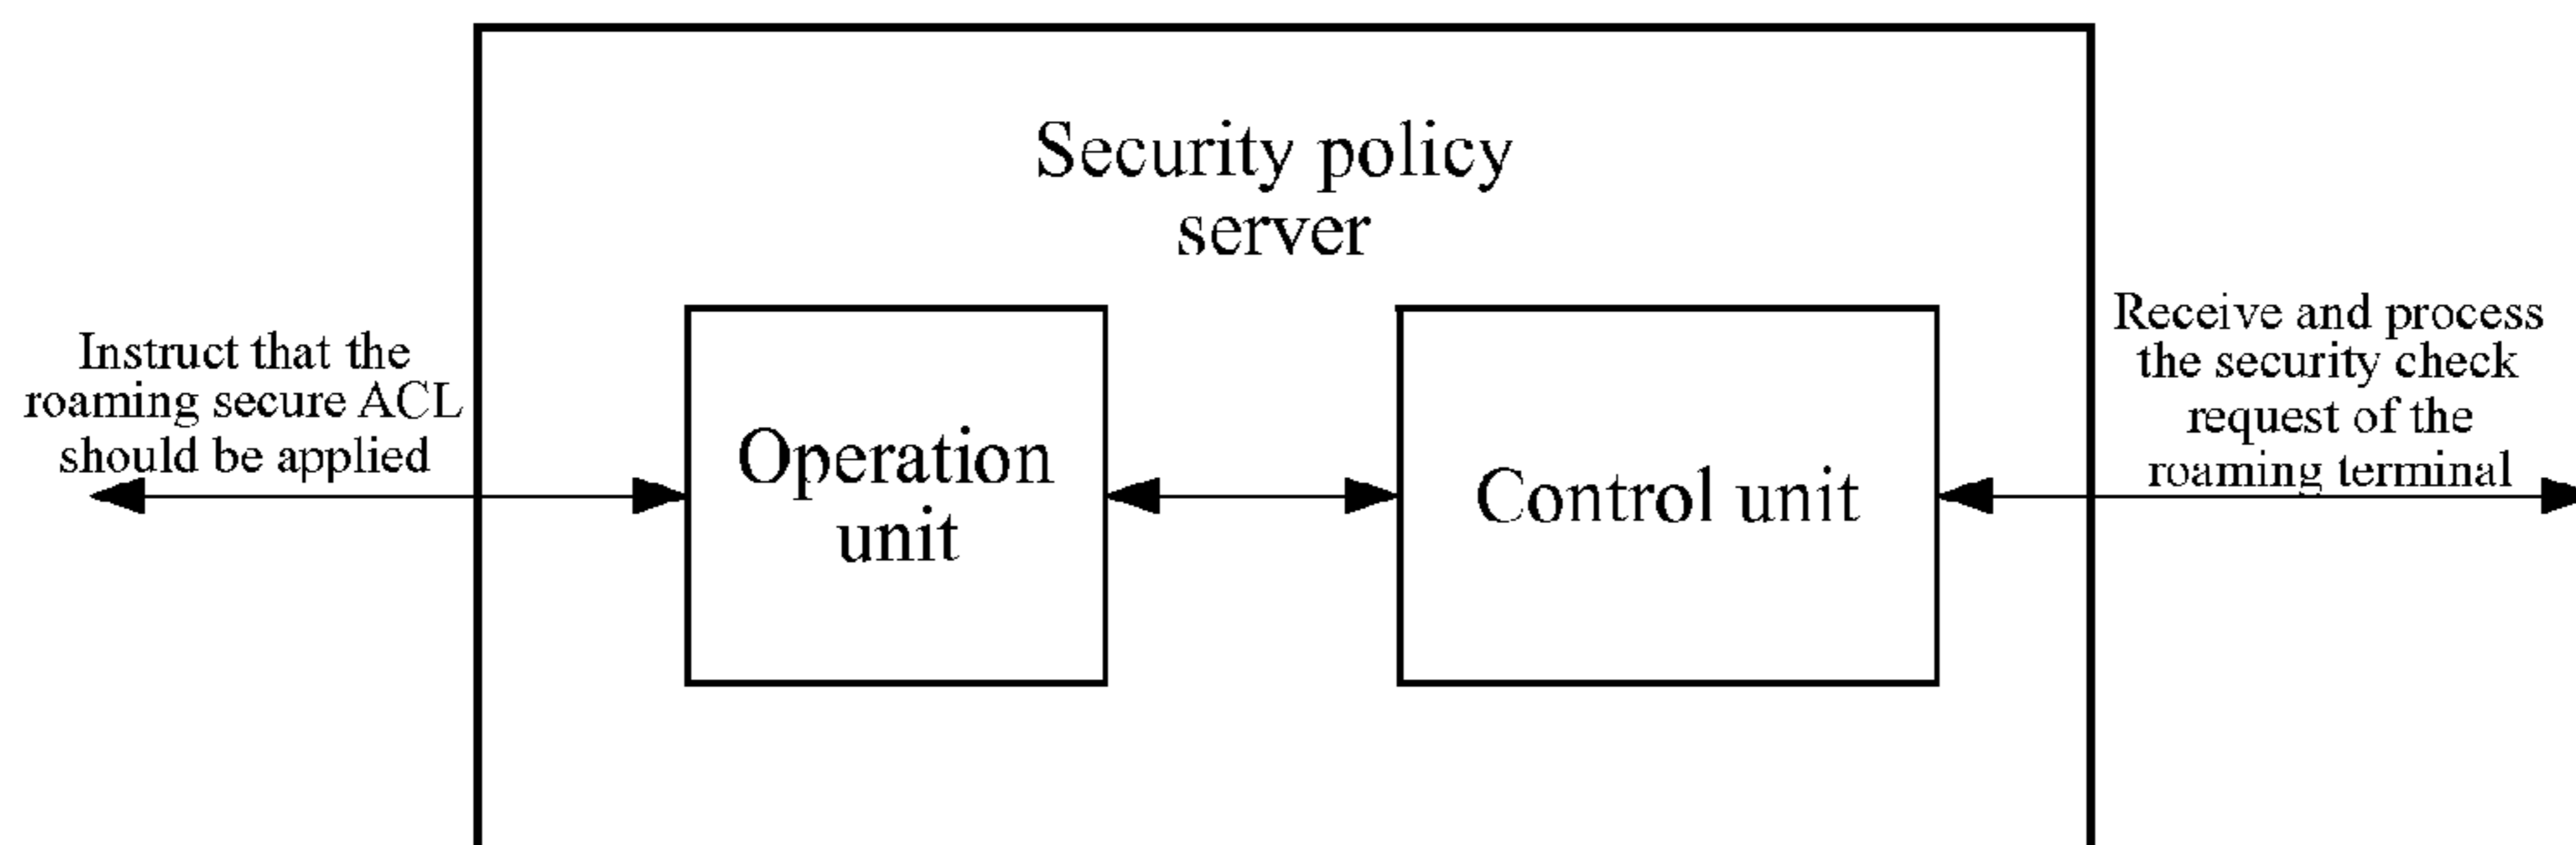 Security policy
server
Instruct that the
roaming secure ACL
should be applied
Operation
unit
Control unit
Receive and process
the security check
request of the
roaming terminal